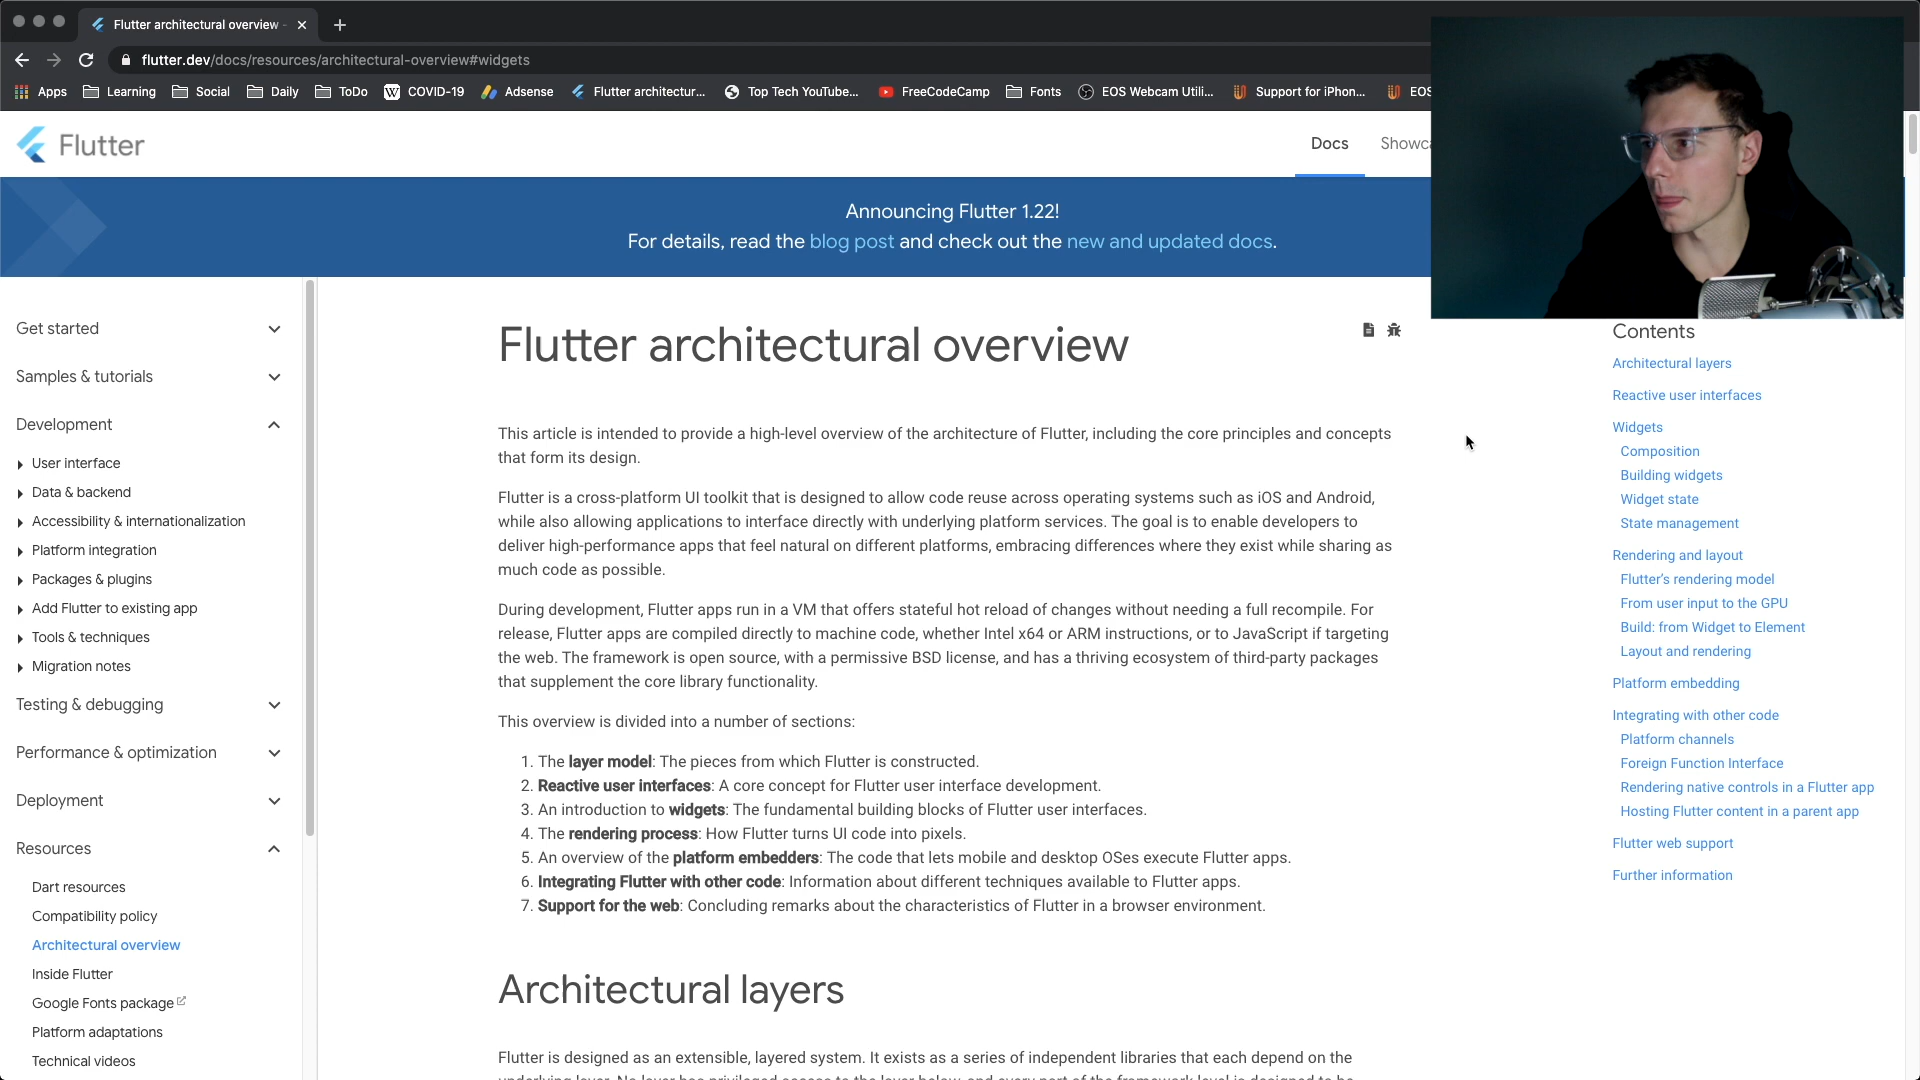 Flutter architectural overview -
flutter.dev/docs/resources/architectural-overview#widgets
Apps Learning Social Daily ToDo COVID-19 Adsense Flutter architectur... Top Tech YouTube... FreeCodeCamp Fonts EOS Webcam Utili... Support for iPhon... EOS
Flutter
Docs Showca
Announcing Flutter 1.22!
For details, read the blog post and check out the new and updated docs.
Get started
Samples & tutorials
Development
User interface
Data & backend
Accessibility & internationalization
Platform integration
Packages & plugins
Add Flutter to existing app
Tools & techniques
Migration notes
Testing & debugging
Performance & optimization
Deployment
Resources
Dart resources
Compatibility policy
Architectural overview
Inside Flutter
Google Fonts package
Platform adaptations
Technical videos
Flutter architectural overview
This article is intended to provide a high-level overview of the architecture of Flutter, including the core principles and concepts
that form its design.
Flutter is a cross-platform UI toolkit that is designed to allow code reuse across operating systems such as iOS and Android,
while also allowing applications to interface directly with underlying platform services. The goal is to enable developers to
deliver high-performance apps that feel natural on different platforms, embracing differences where they exist while sharing as
much code as possible.
During development, Flutter apps run in a VM that offers stateful hot reload of changes without needing a full recompile. For
release, Flutter apps are compiled directly to machine code, whether Intel x64 or ARM instructions, or to JavaScript if targeting
the web. The framework is open source, with a permissive BSD license, and has a thriving ecosystem of third-party packages
that supplement the core library functionality.
This overview is divided into a number of sections:
1. The layer model: The pieces from which Flutter is constructed.
2. Reactive user interfaces: A core concept for Flutter user interface development.
3. An introduction to widgets: The fundamental building blocks of Flutter user interfaces.
4. The rendering process: How Flutter turns UI code into pixels.
5. An overview of the platform embedders: The code that lets mobile and desktop OSes execute Flutter apps.
6. Integrating Flutter with other code: Information about different techniques available to Flutter apps.
7. Support for the web: Concluding remarks about the characteristics of Flutter in a browser environment.
Architectural layers
Flutter is designed as an extensible, layered system. It exists as a series of independent libraries that each depend on the
Contents
Architectural layers
Reactive user interfaces
Widgets
Composition
Building widgets
Widget state
State management
Rendering and layout
Flutter's rendering model
From user input to the GPU
Build: from Widget to Element
Layout and rendering
Platform embedding
Integrating with other code
Platform channels
Foreign Function Interface
Rendering native controls in a Flutter app
Hosting Flutter content in a parent app
Flutter web support
Further information